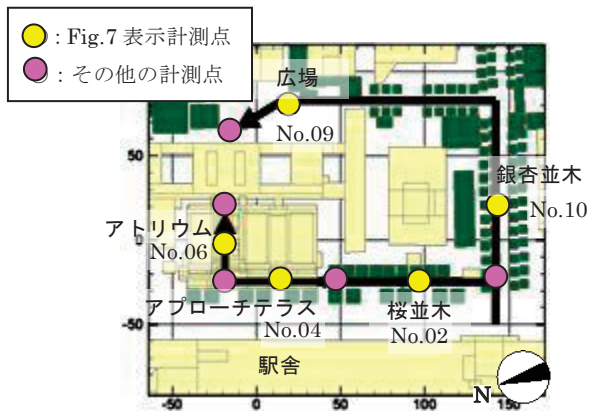 : Fig.7 表示計測点
: その他の計測点
広場
No.09
50
銀杏並木
No.10
アトリウム
No.06
0
アプローチテラス
No.04
桜並木
No.02
-50
駅舎
N
-50
0
50
100
150